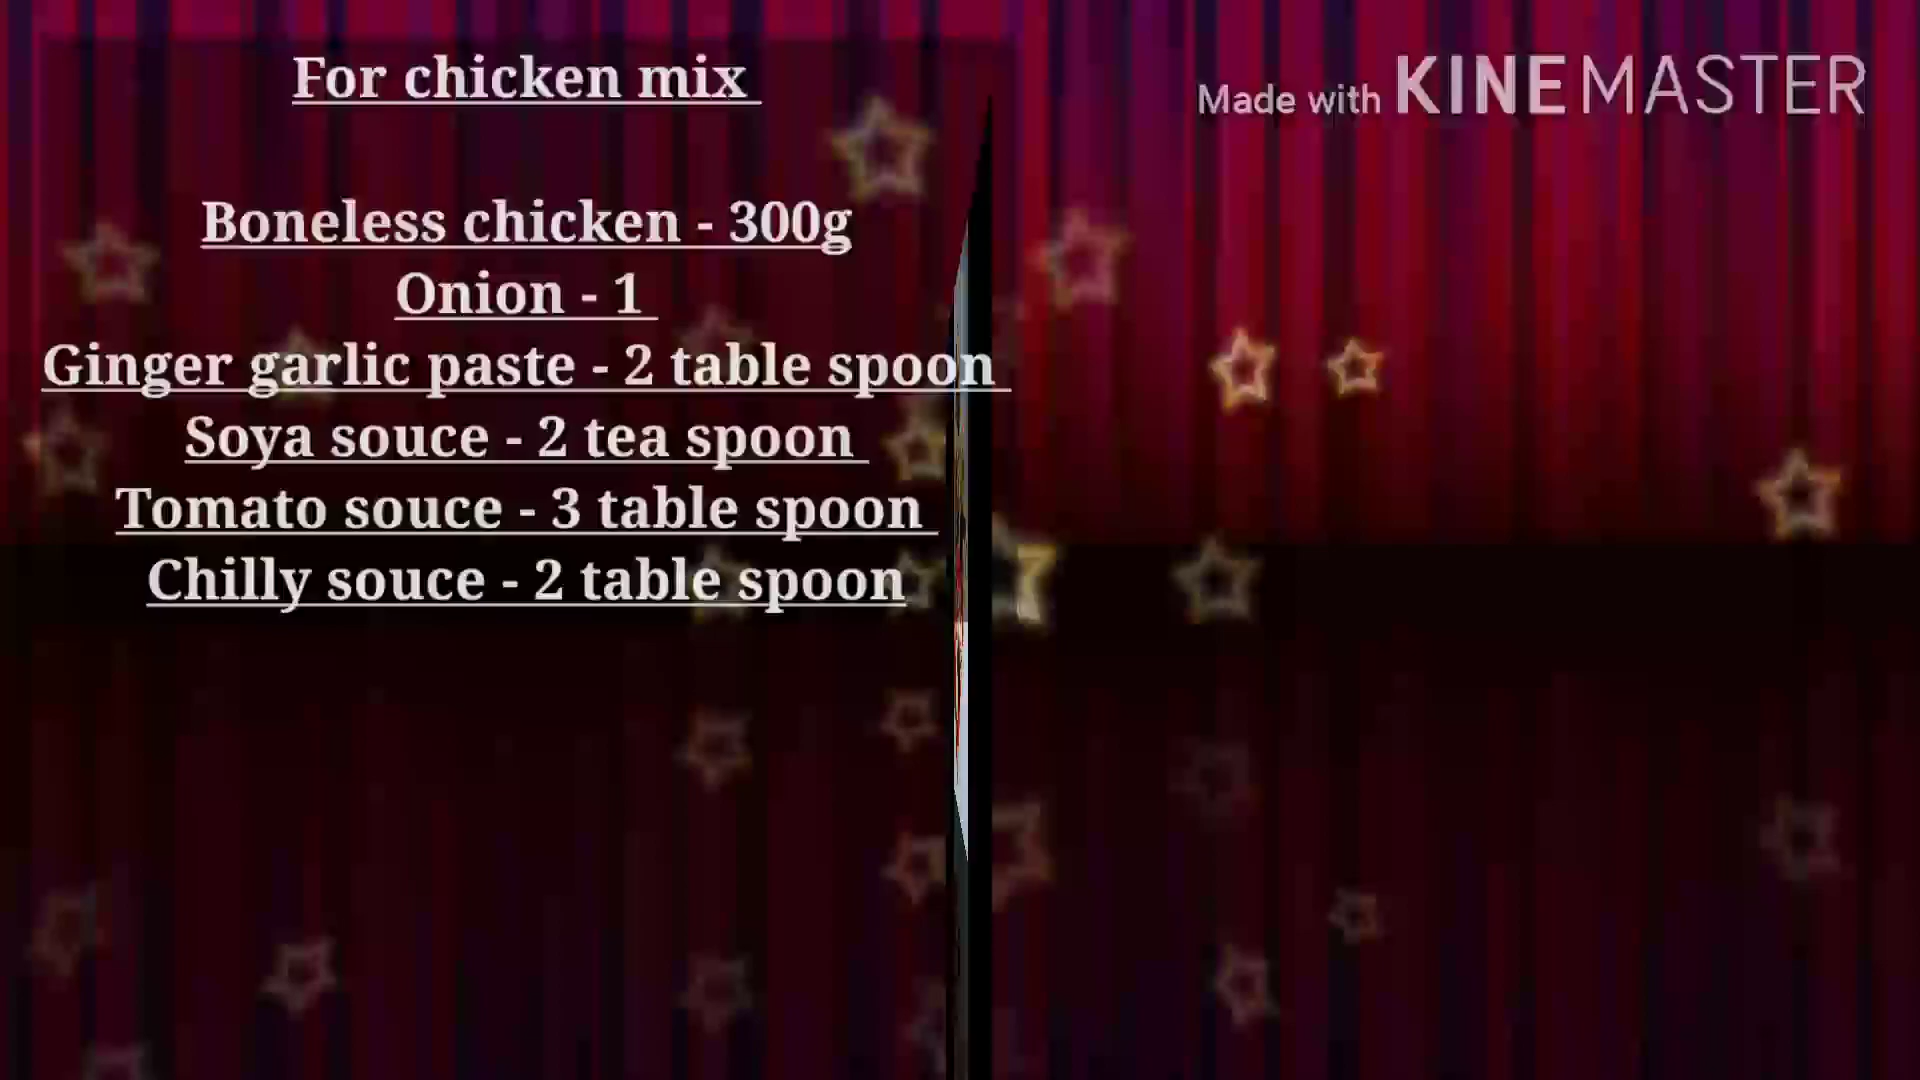 For chicken mix
Made with KINEMASTER
Boneless chicken - 300g
Onion - 1
Ginger garlic paste - 2 table spoon
Soya souce - 2 tea spoon
Tomato souce - 3 table spoon
Chilly souce - 2 table spoon